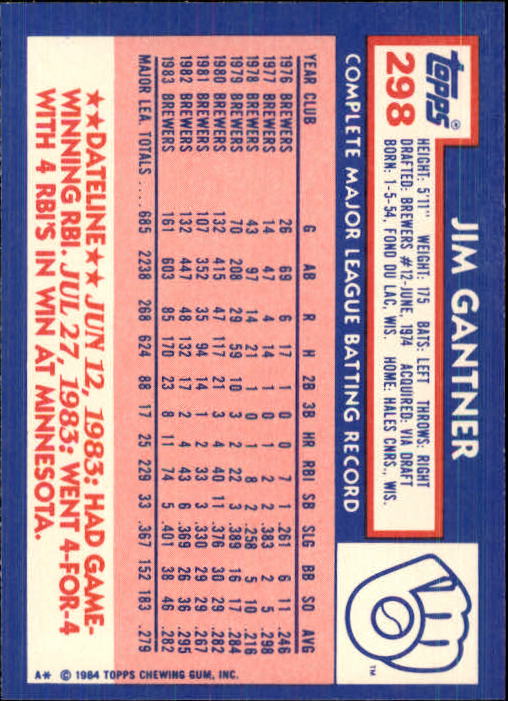 topps®
298
JIM GANTNER
HEIGHT: 5'11" WEIGHT: 175 BATS: LEFT THROWS: RIGHT
DRAFTED: BREWERS #12-JUNE, 1974 ACQUIRED: VIA DRAFT
BORN: 1-5-54, FOND DU LAC, WIS. HOME: HALES CNRS., WIS.
COMPLETE MAJOR LEAGUE BATTING RECORD
YEAR CLUB G AB R H 2B 3B HR RBI SB SLG BB SO AVG
1976 BREWERS 26 69 6 17 1 0 0 7 1 .261 6 11 .246
1977 BREWERS 14 47 4 14 1 0 1 2 2 .383 2 5 .298
1978 BREWERS 43 97 14 21 1 0 1 8 2 .258 5 10 .216
1979 BREWERS 70 208 29 59 10 3 2 22 3 .389 16 17 .284
1980 BREWERS 132 415 47 117 21 3 4 40 11 .376 30 29 .282
1981 BREWERS 107 352 35 94 14 1 2 33 3 .330 29 29 .267
1982 BREWERS 132 447 48 132 17 2 4 43 6 .369 26 36 .295
1983 BREWERS 161 603 85 170 23 8 11 74 5 .401 38 46 .282
MAJOR LEA. TOTALS .... 685 2238 268 624 88 17 25 229 33 .367 152 183 .279
★★DATELINE★★ JUN 12, 1983: HAD GAME-
WINNING RBI. JUL 27, 1983: WENT 4-FOR-4
WITH 4 RBI'S IN WIN AT MINNESOTA.
A* © 1984 TOPPS CHEWING GUM, INC.
TM